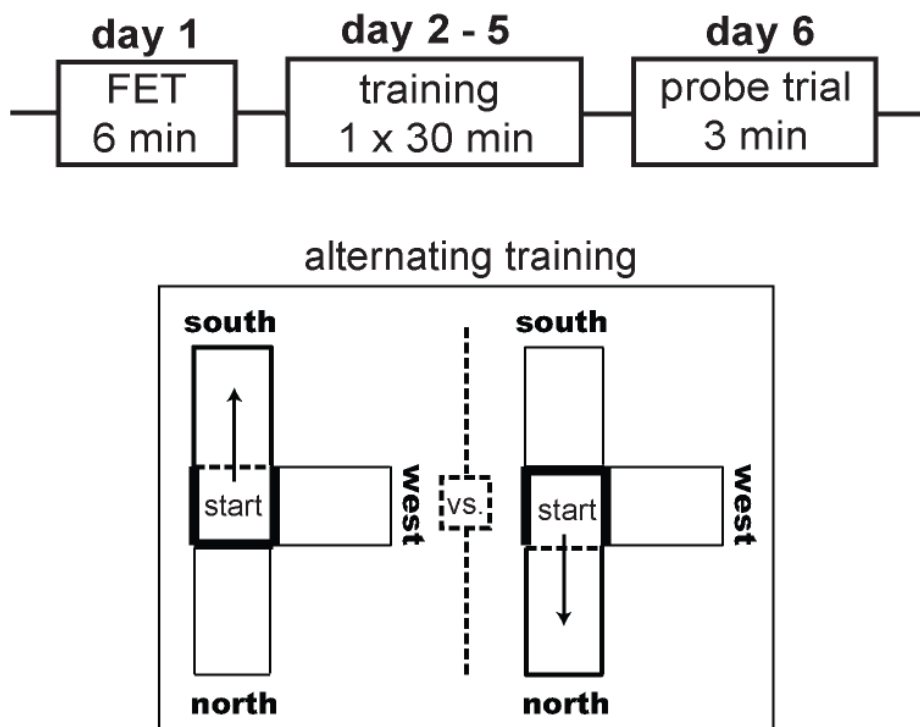 day 1
FET
6 min
day 2 - 5
training
1 x 30 min
day 6
probe trial
3 min
alternating training
south
start
west
north
vs.
south
start
west
north